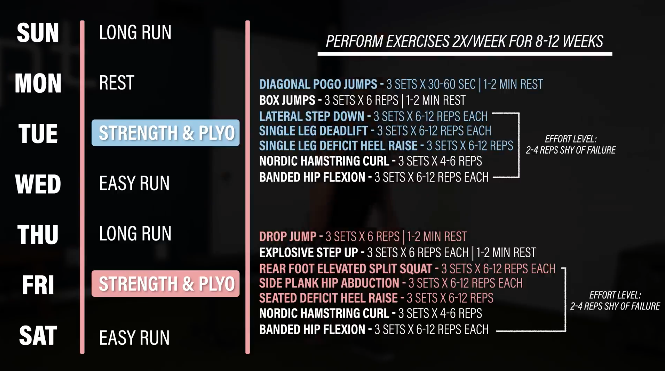 SUN LONG RUN
PERFORM EXERCISES 2X/WEEK FOR 8-12 WEEKS
MON REST
TUE STRENGTH & PLYO
DIAGONAL POGO JUMPS - 3 SETS X 30-60 SEC | 1-2 MIN REST
BOX JUMPS - 3 SETS X 6 REPS | 1-2 MIN REST
LATERAL STEP DOWN - 3 SETS X 6-12 REPS EACH
SINGLE LEG DEADLIFT - 3 SETS X 6-12 REPS EACH
SINGLE LEG DEFICIT HEEL RAISE - 3 SETS X 6-12 REPS
NORDIC HAMSTRING CURL - 3 SETS X 4-6 REPS
BANDED HIP FLEXION - 3 SETS X 6-12 REPS EACH
EFFORT LEVEL:
2-4 REPS SHY OF FAILURE
WED EASY RUN
THU LONG RUN
FRI STRENGTH & PLYO
DROP JUMP - 3 SETS X 6 REPS | 1-2 MIN REST
EXPLOSIVE STEP UP - 3 SETS X 6 REPS EACH | 1-2 MIN REST
REAR FOOT ELEVATED SPLIT SQUAT - 3 SETS X 6-12 REPS EACH
SIDE PLANK HIP ABDUCTION - 3 SETS X 6-12 REPS EACH
SEATED DEFICIT HEEL RAISE - 3 SETS X 6-12 REPS
NORDIC HAMSTRING CURL - 3 SETS X 4-6 REPS
BANDED HIP FLEXION - 3 SETS X 6-12 REPS EACH
EFFORT LEVEL:
2-4 REPS SHY OF FAILURE
SAT EASY RUN